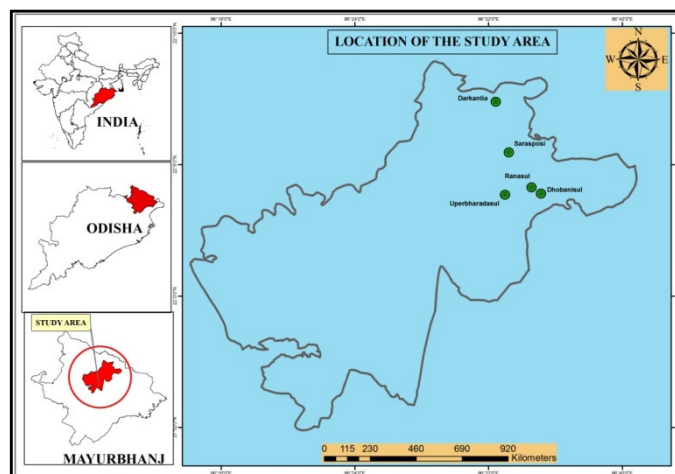 LOCATION OF THE STUDY AREA
N
W
E
S
INDIA
ODISHA
STUDY AREA
MAYURBHANJ
Darkantia
Sarasposi
Ranasul
Dhobanisul
Uperbharadasul
0 115 230 460 690 920
Kilometers